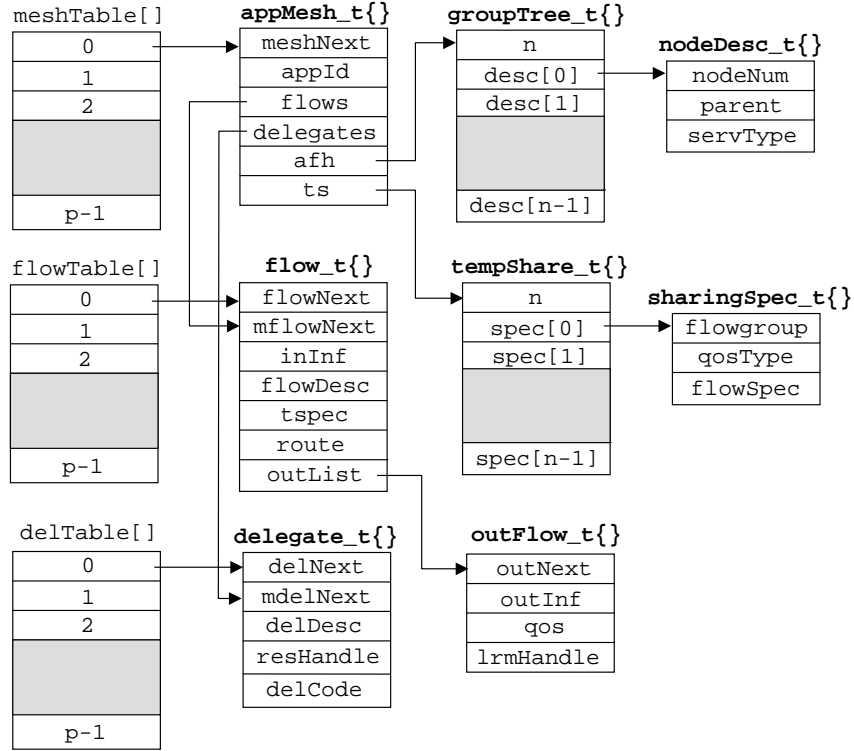 meshTable[]
0
1
2
p-1
appMesh_t{}
meshNext
appId
flows
delegates
afh
ts
groupTree_t{}
n
desc[0]
desc[1]
desc[n-1]
nodeDesc_t{}
nodeNum
parent
servType
flowTable[]
0
1
2
p-1
flow_t{}
flowNext
mflowNext
inInf
flowDesc
tspec
route
outList
tempShare_t{}
n
spec[0]
spec[1]
spec[n-1]
sharingSpec_t{}
flowgroup
qosType
flowSpec
delTable[]
0
1
2
p-1
delegate_t{}
delNext
mdelNext
delDesc
resHandle
delCode
outFlow_t{}
outNext
outInf
qos
lrmHandle